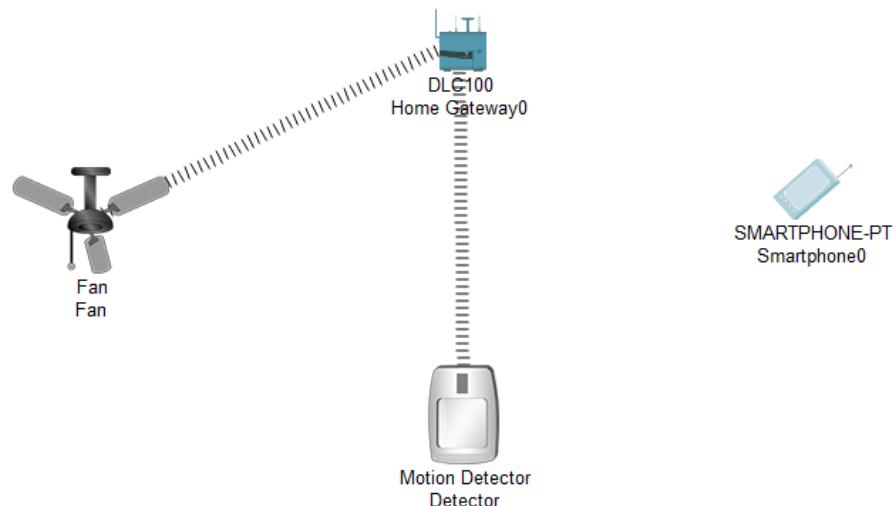 DLC100
Home Gateway0
SMARTPHONE-PT
Smartphone0
Fan
Fan
Motion Detector
Detector